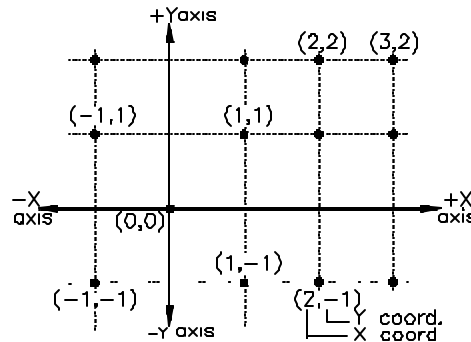 +Y axis
(2,2) (3,2)
(-1,1) (1,1)
-X axis
+X axis
(0,0)
(-1,-1) (1,-1) (2,-1)
-Y axis
Y coord.
X coord